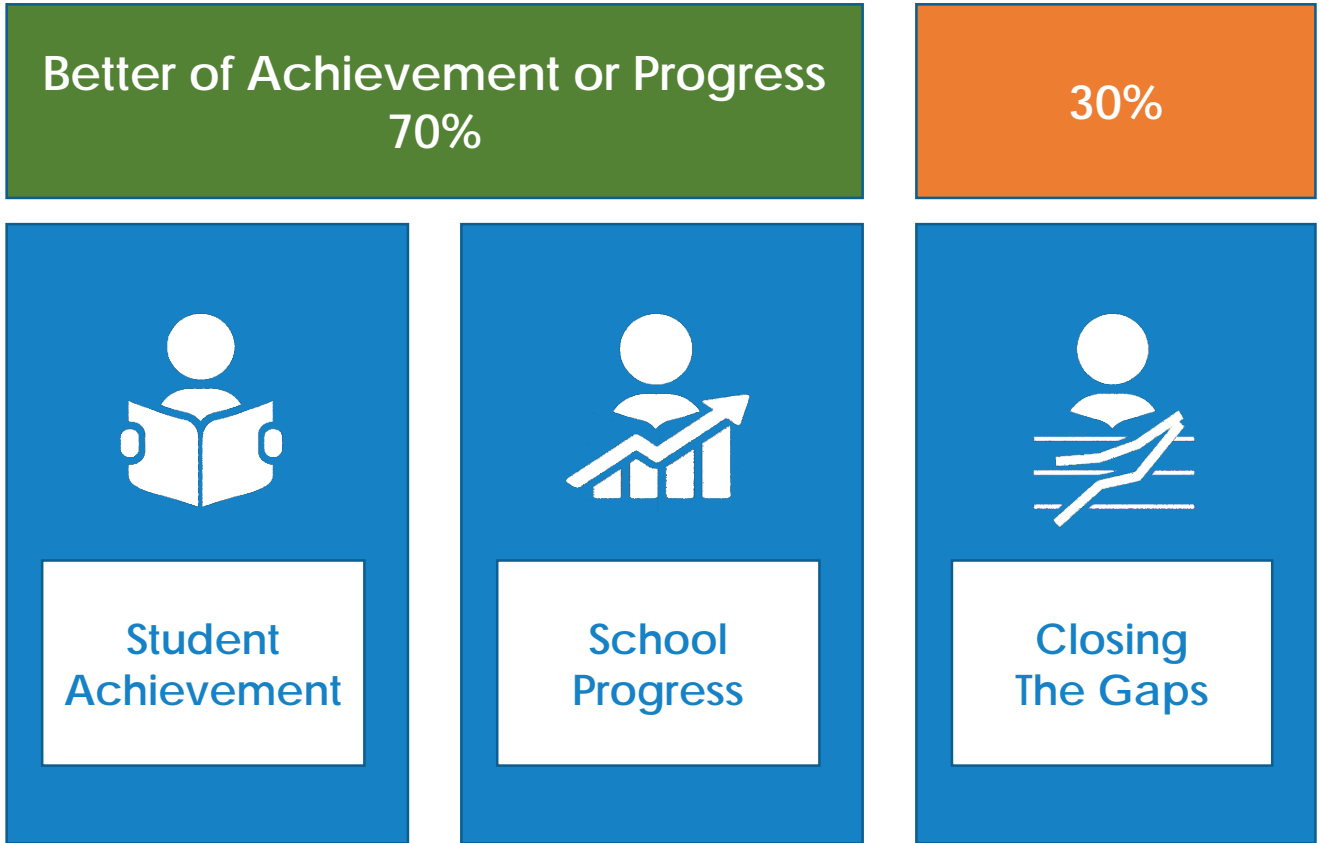 Better of Achievement or Progress
70%
30%
Student
Achievement
School
Progress
Closing
The Gaps